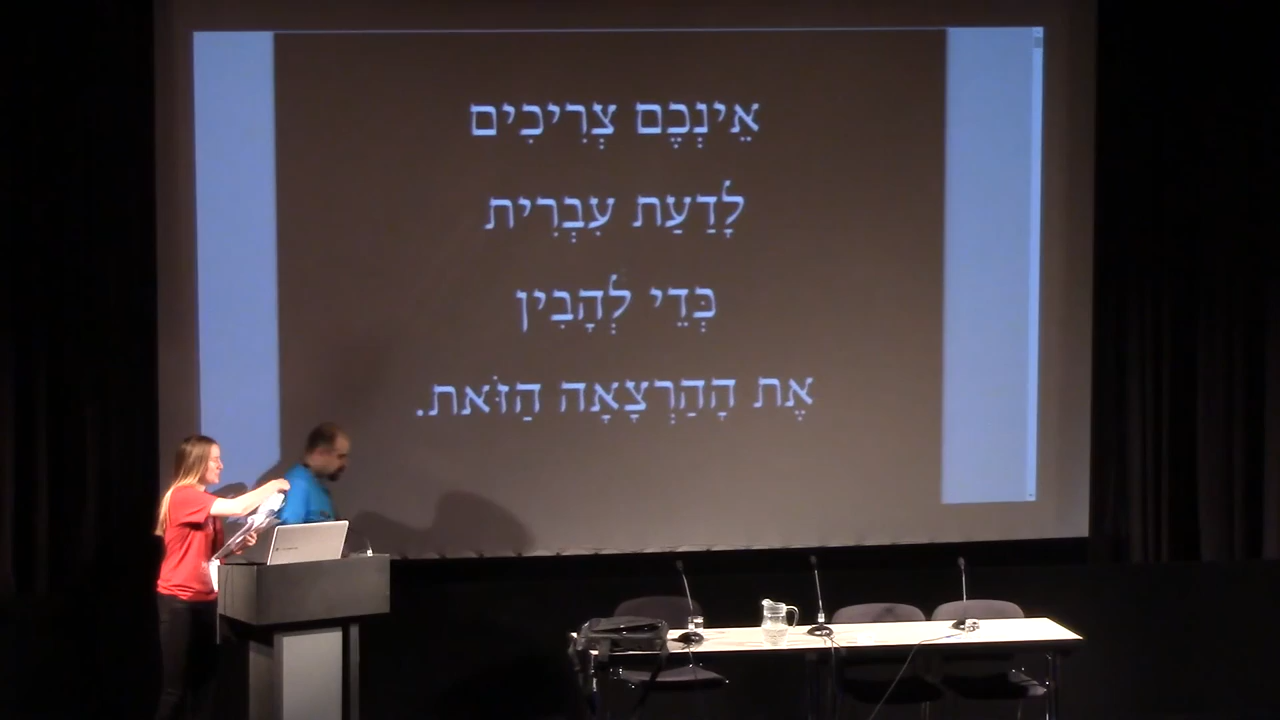 אֵינְכֶם צְרִיכִים
לָדַעַת עִבְרִית
כְּדֵי לְהָבִין
אֶת הָהַרְצָאָה הַזֹּאת.